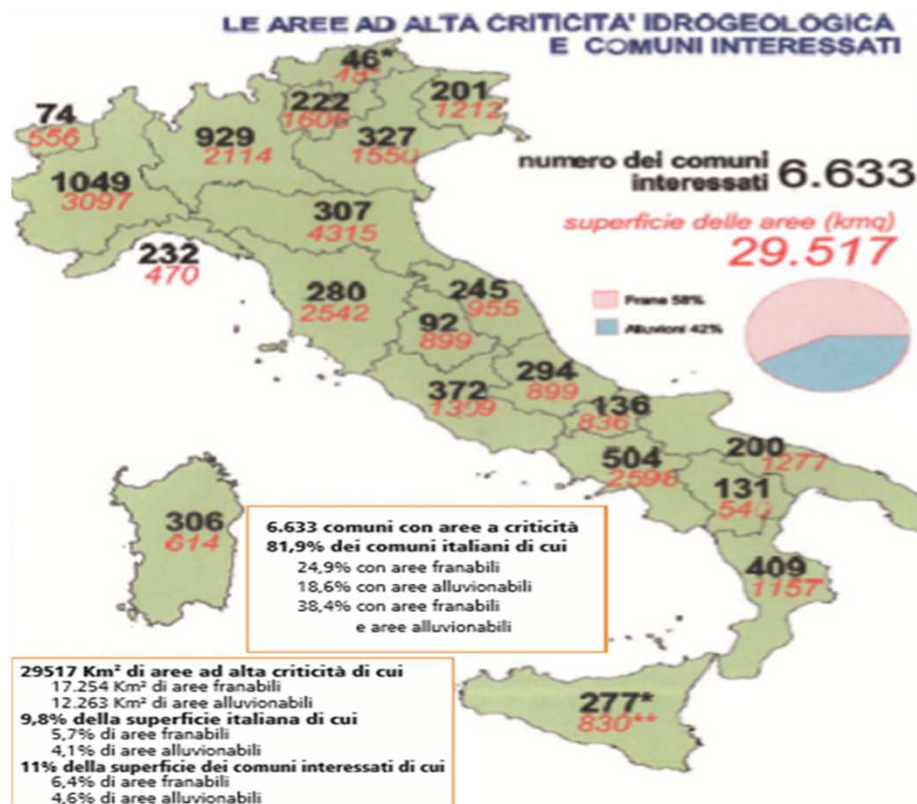 LE AREE AD ALTA CRITICITA' IDROGEOLOGICA
E COMUNI INTERESSATI
46*
48*
222
1606
201
1212
74
556
929
2114
327
1550
numero dei comuni
interessati 6.633
1049
3097
307
4315
superficie delle aree (kmq)
29.517
232
470
280
2542
245
955
Frane 58%
Alluvioni 42%
92
899
294
899
372
1309
136
836
200
1277
504
2598
131
540
306
614
409
1157
6.633 comuni con aree a criticità
81,9% dei comuni italiani di cui
24,9% con aree franabili
18,6% con aree alluvionabili
38,4% con aree franabili
e aree alluvionabili
29517 Km² di aree ad alta criticità di cui
17.254 Km² di aree franabili
12.263 Km² di aree alluvionabili
9,8% della superficie italiana di cui
5,7% di aree franabili
4,1% di aree alluvionabili
11% della superficie dei comuni interessati di cui
6,4% di aree franabili
4,6% di aree alluvionabili
277*
830**